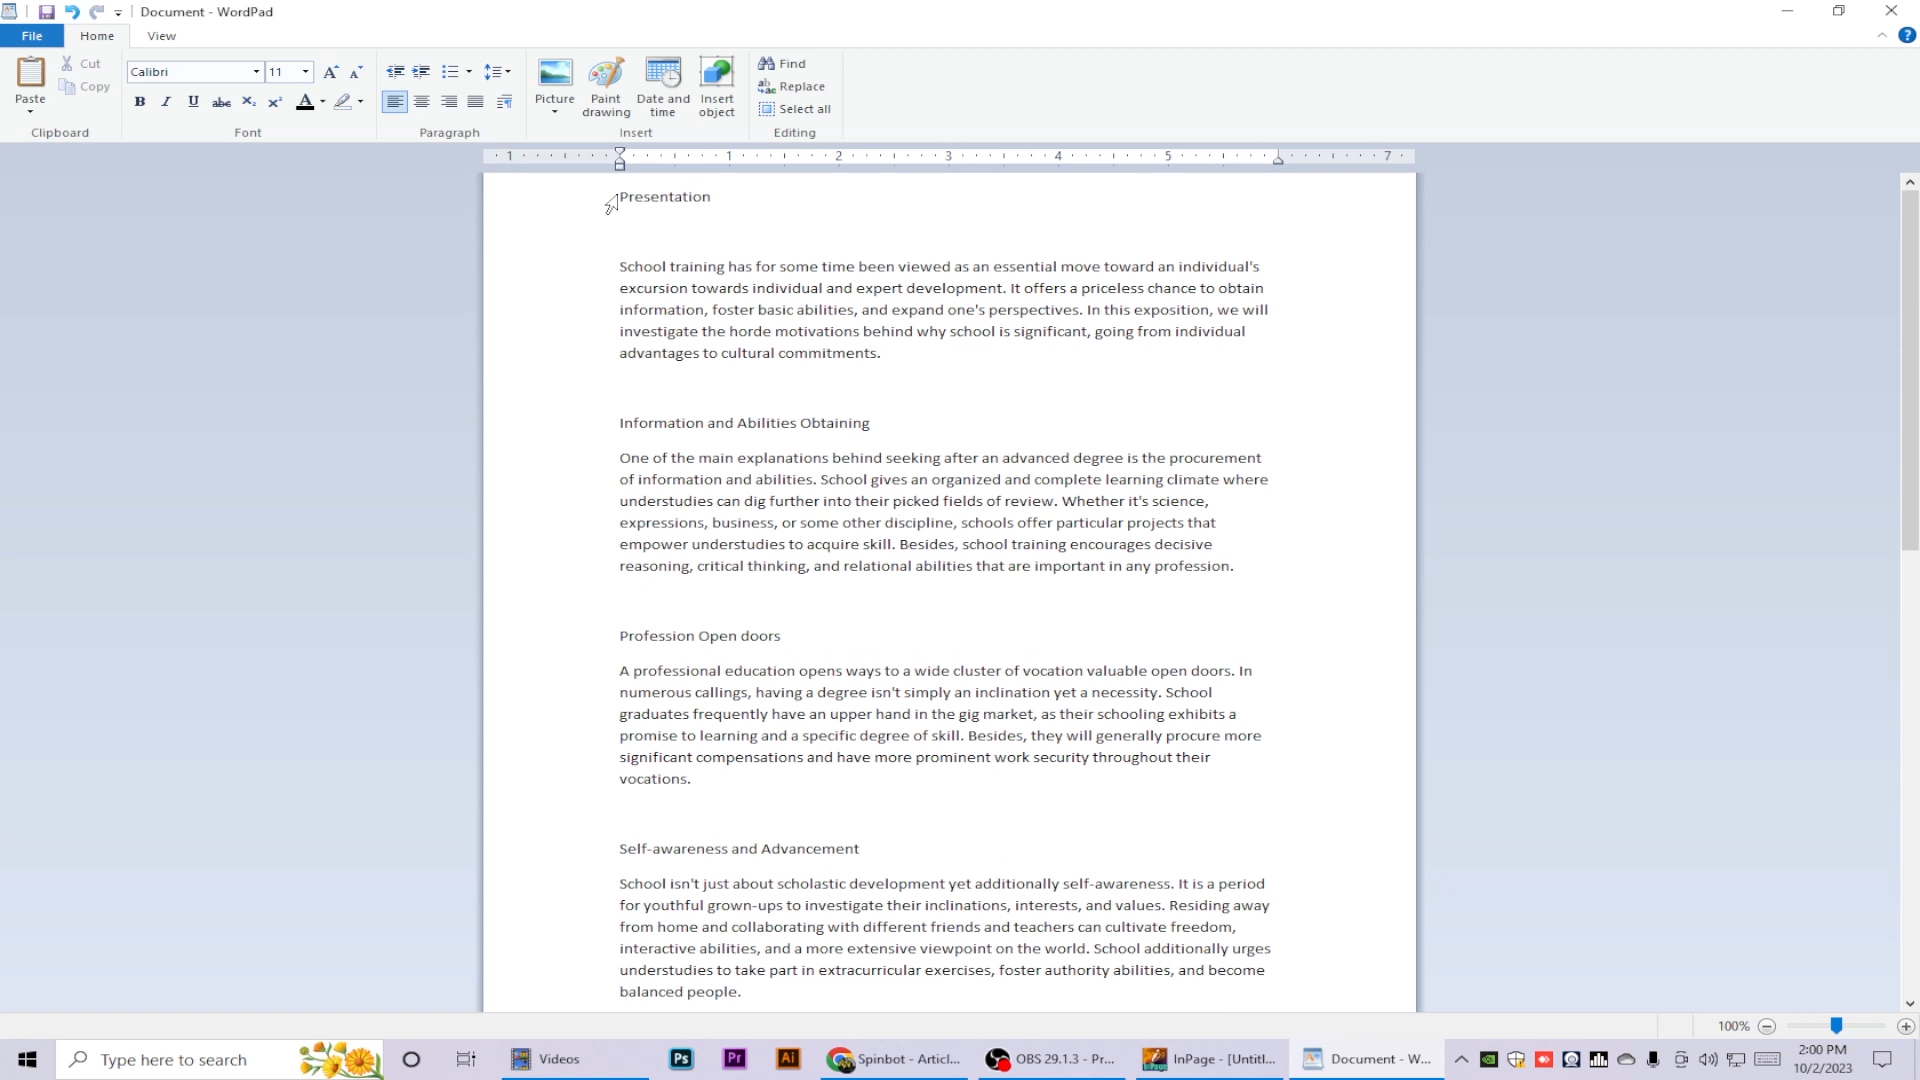 Document - WordPad
File Home View
Paste Cut Copy Clipboard
Calibri 11
B I U abc X₂ X² A
Font
Paragraph
Picture Paint drawing Date and time Insert object
Insert
Find
Replace
Select all
Editing
1 1 2 3 4 5 7
Presentation
School training has for some time been viewed as an essential move toward an individual's
excursion towards individual and expert development. It offers a priceless chance to obtain
information, foster basic abilities, and expand one's perspectives. In this exposition, we will
investigate the horde motivations behind why school is significant, going from individual
advantages to cultural commitments.
Information and Abilities Obtaining
One of the main explanations behind seeking after an advanced degree is the procurement
of information and abilities. School gives an organized and complete learning climate where
understudies can dig further into their picked fields of review. Whether it's science,
expressions, business, or some other discipline, schools offer particular projects that
empower understudies to acquire skill. Besides, school training encourages decisive
reasoning, critical thinking, and relational abilities that are important in any profession.
Profession Open doors
A professional education opens ways to a wide cluster of vocation valuable open doors. In
numerous callings, having a degree isn't simply an inclination yet a necessity. School
graduates frequently have an upper hand in the gig market, as their schooling exhibits a
promise to learning and a specific degree of skill. Besides, they will generally procure more
significant compensations and have more prominent work security throughout their
vocations.
Self-awareness and Advancement
School isn't just about scholastic development yet additionally self-awareness. It is a period
for youthful grown-ups to investigate their inclinations, interests, and values. Residing away
from home and collaborating with different friends and teachers can cultivate freedom,
interactive abilities, and a more extensive viewpoint on the world. School additionally urges
understudies to take part in extracurricular exercises, foster authority abilities, and become
balanced people.
100%
Type here to search Videos Ps Pr Ai Spinbot - Articl... OBS 29.1.3 - Pr... InPage - [Untitl... Document - W... 2:00 PM
10/2/2023